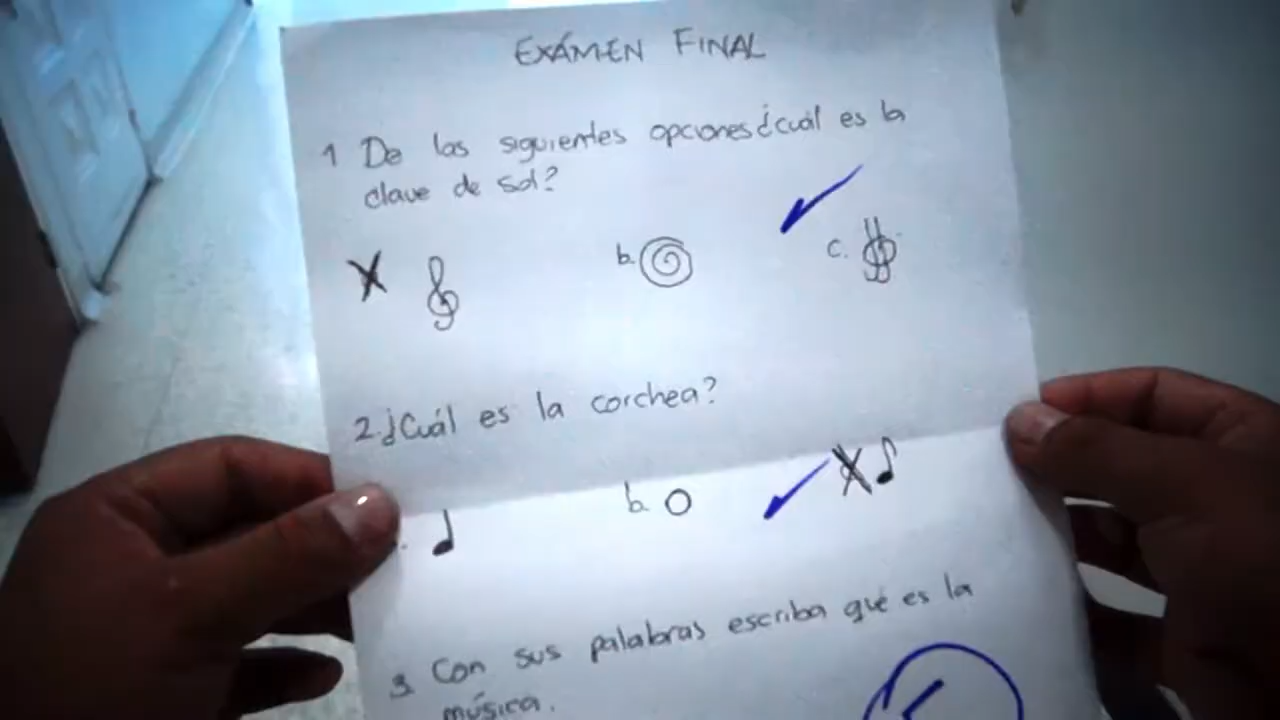 EXÁMEN FINAL
1 De las siguientes opciones ¿cuál es la
clave de sol?
X b. c.
2. ¿Cuál es la corchea?
b. X
3. Con sus palabras escriba qué es la
música.